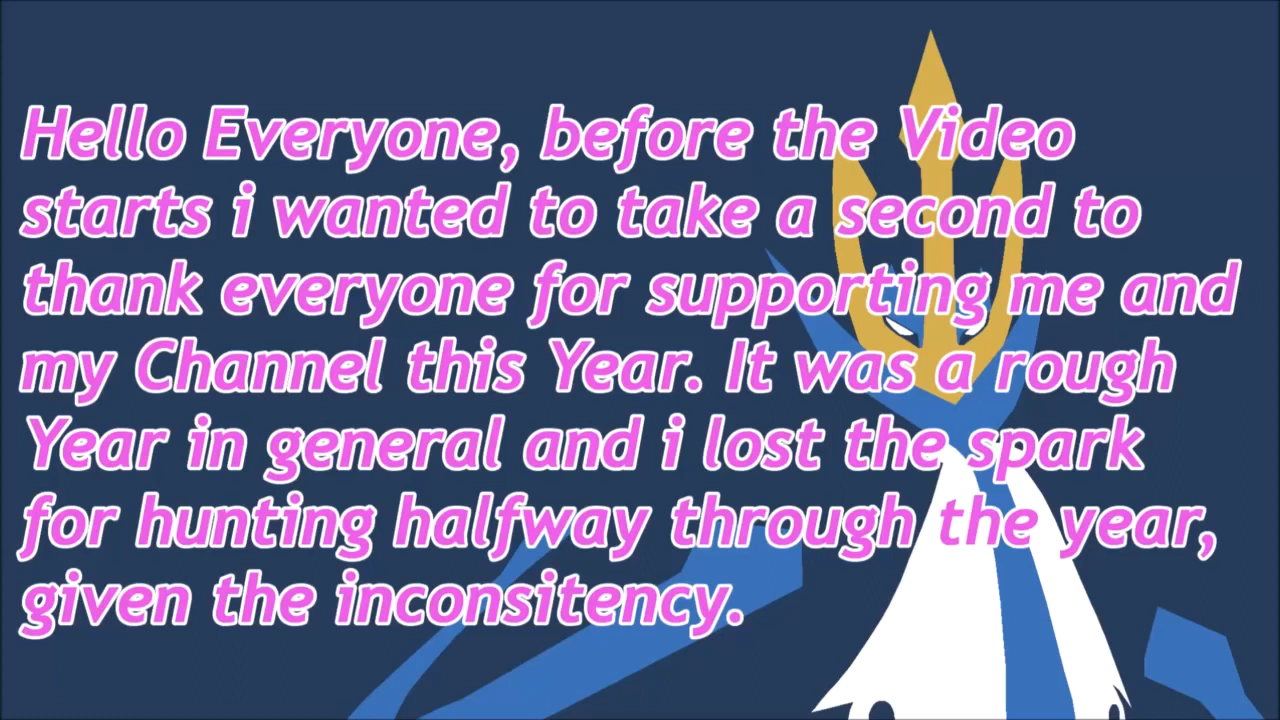 Hello Everyone, before the Video
starts i wanted to take a second to
thank everyone for supporting me and
my Channel this Year. It was a rough
Year in general and i lost the spark
for hunting halfway through the year,
given the inconsitency.